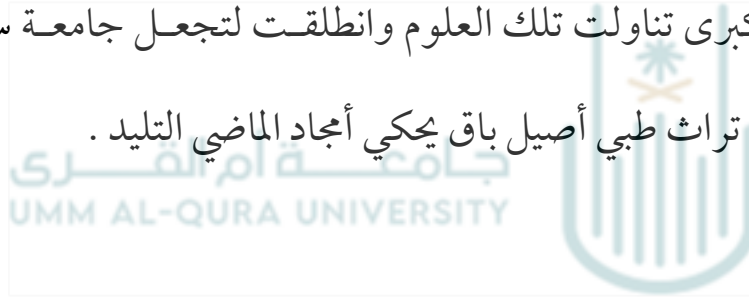 كبرى تناولت تلك العلوم وانطلقت لتجعل جامعة
تراث طبي أصيل باق يحكي أمجاد الماضي التليد .
جامعة أم القرى
UMM AL-QURA UNIVERSITY